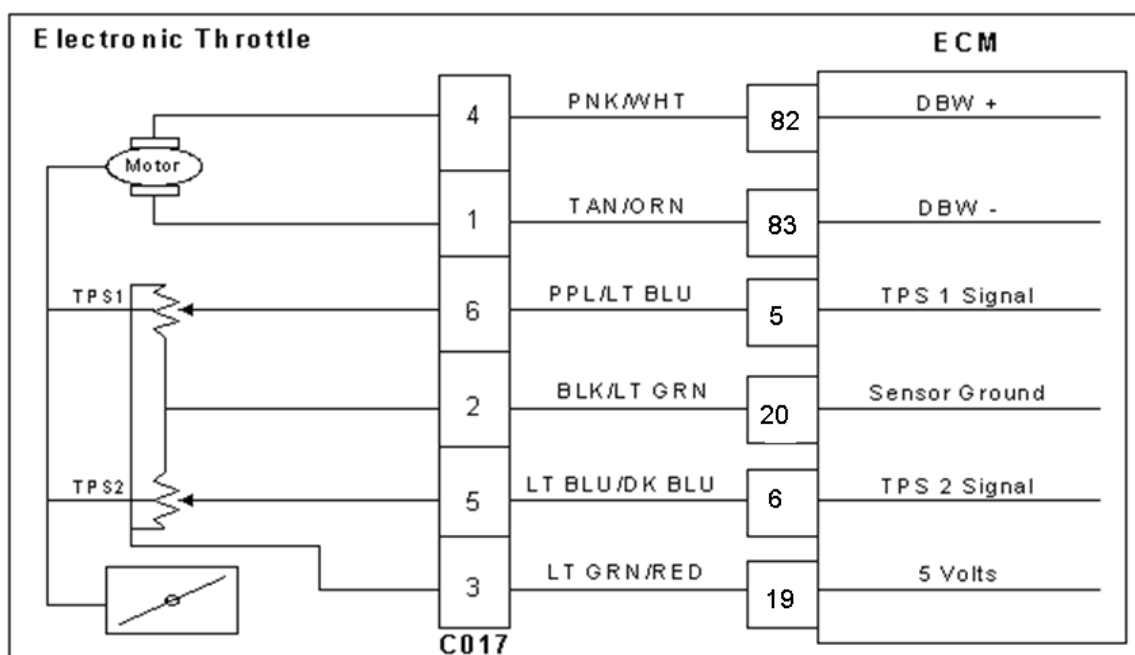 Electronic Throttle
ECM
4
PNK/WHT
82
DBW +
Motor
1
TAN/ORN
83
DBW -
TPS1
6
PPL/LT BLU
5
TPS 1 Signal
2
BLK/LT GRN
20
Sensor Ground
TPS2
5
LT BLU/DK BLU
6
TPS 2 Signal
3
LT GRN/RED
19
5 Volts
C017